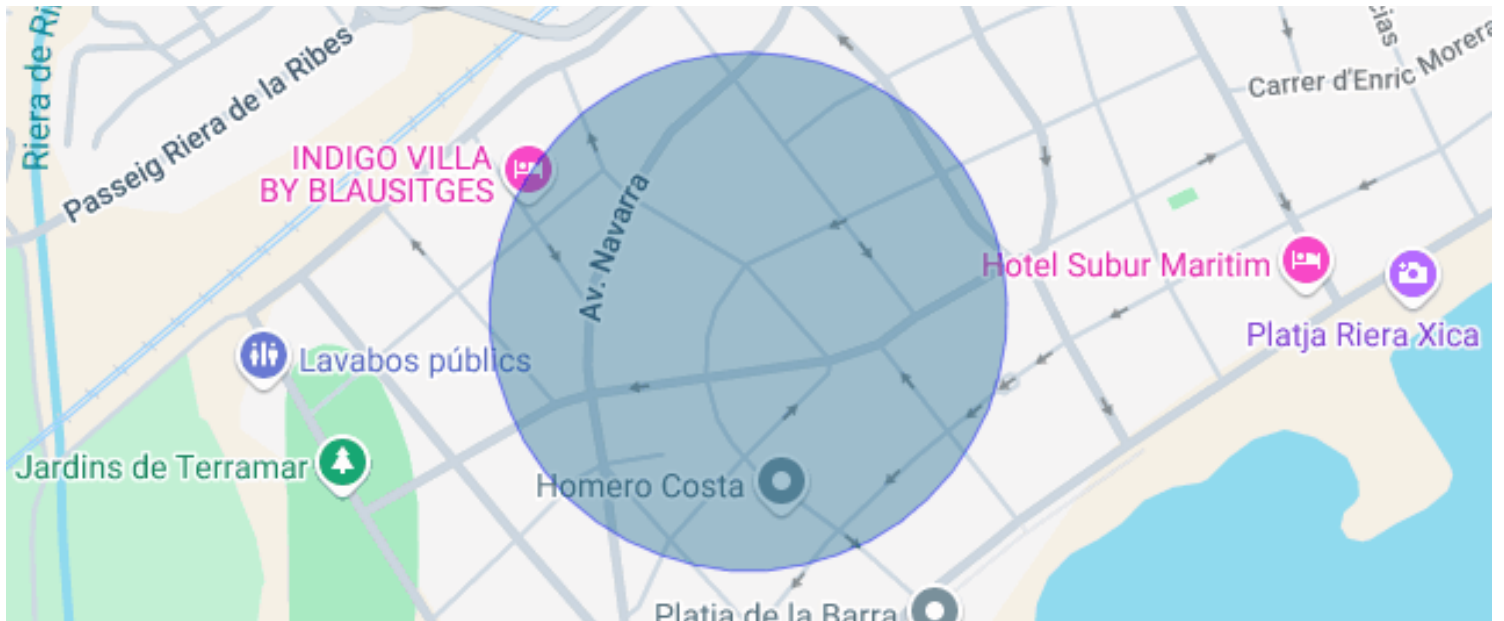 Riera de Ri
Passeig Riera de la Ribes
INDIGO VILLA
BY BLAUSITGES
Av. Navarra
cias
Carrer d'Enric Morera
Hotel Subur Maritim
Platja Riera Xica
Lavabos públics
Jardins de Terramar
Homero Costa
Platja de la Barra